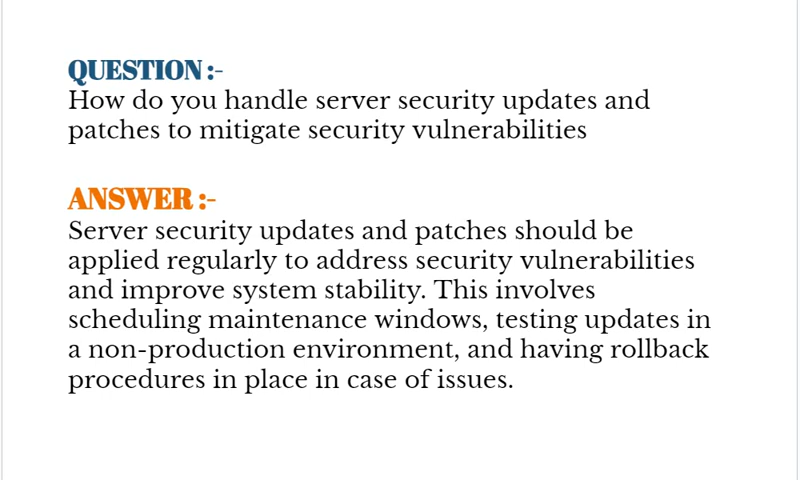 QUESTION :-
How do you handle server security updates and
patches to mitigate security vulnerabilities
ANSWER :-
Server security updates and patches should be
applied regularly to address security vulnerabilities
and improve system stability. This involves
scheduling maintenance windows, testing updates in
a non-production environment, and having rollback
procedures in place in case of issues.